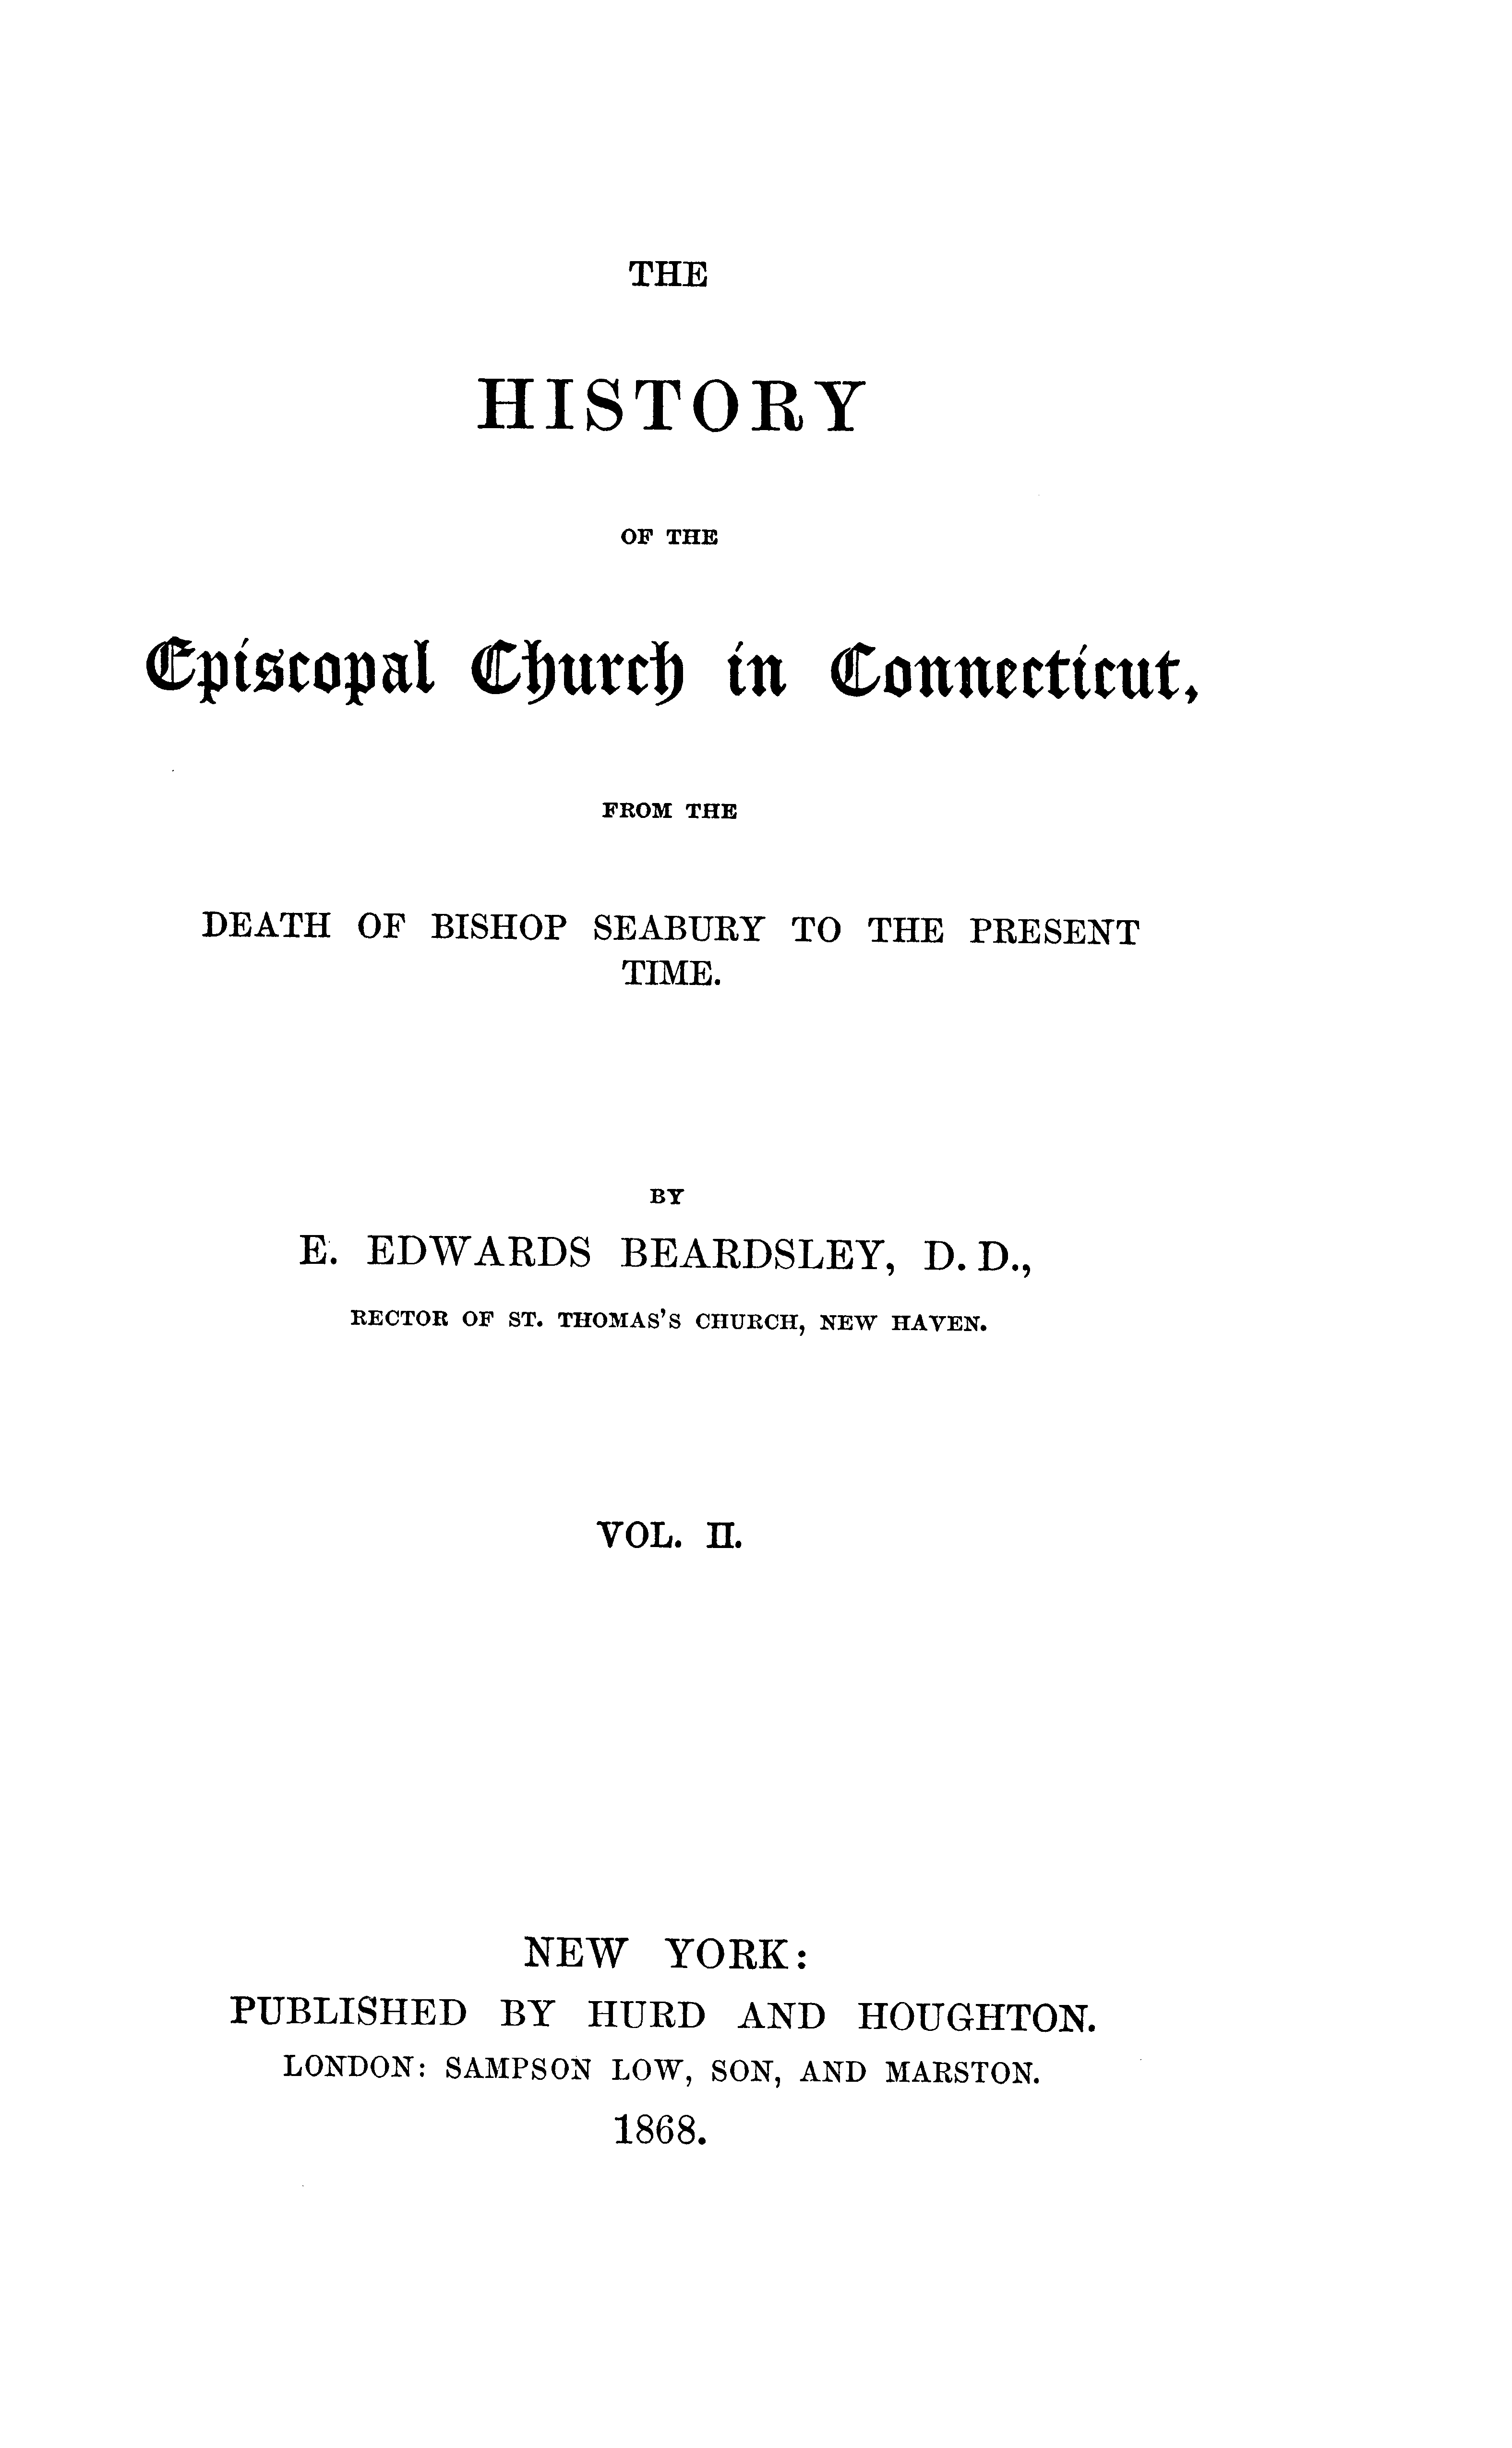 THE
HISTORY
OF THE
Episcopal Church in Connecticut,
FROM THE
DEATH OF BISHOP SEABURY TO THE PRESENT
TIME.
BY
E. EDWARDS BEARDSLEY, D. D.,
RECTOR OF ST. THOMAS'S CHURCH, NEW HAVEN.
VOL. II.
NEW YORK:
PUBLISHED BY HURD AND HOUGHTON.
LONDON: SAMPSON LOW, SON, AND MARSTON.
1868.